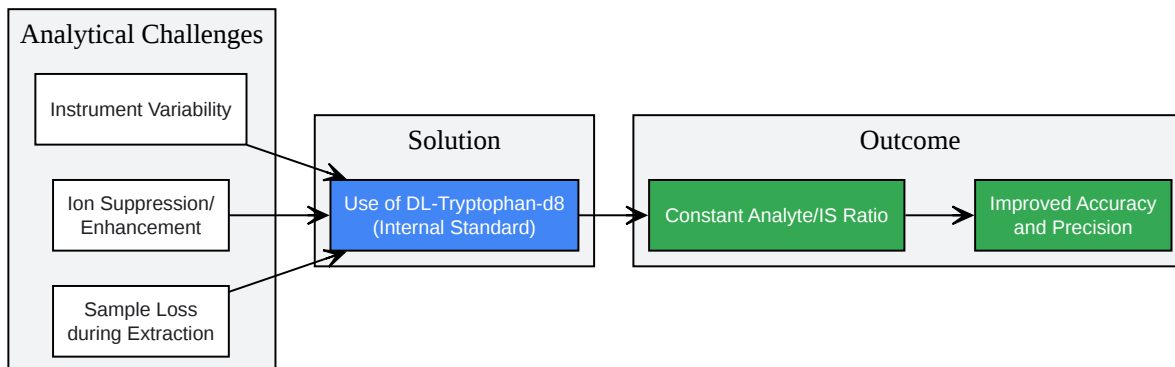 Analytical Challenges
Instrument Variability
Ion Suppression/
Enhancement
Sample Loss
during Extraction
Solution
Use of DL-Tryptophan-d8
(Internal Standard)
Outcome
Constant Analyte/IS Ratio
Improved Accuracy
and Precision